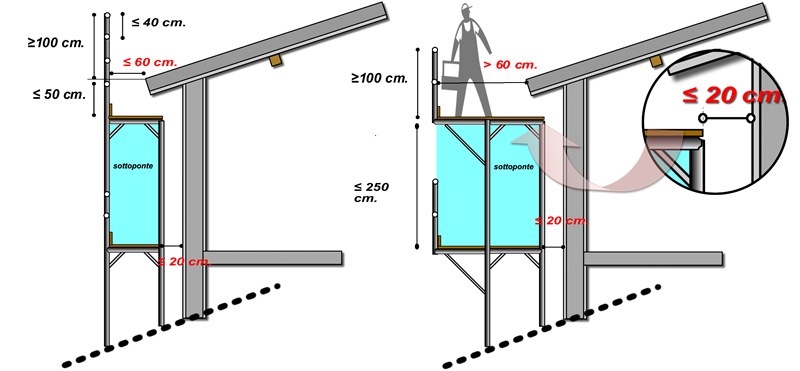 ≤ 40 cm.
≥100 cm.
≤ 60 cm.
≤ 50 cm.
sottoponte
≤ 20 cm.
> 60 cm.
≥100 cm.
≤ 20 cm
sottoponte
≤ 250
cm.
≤ 20 cm.